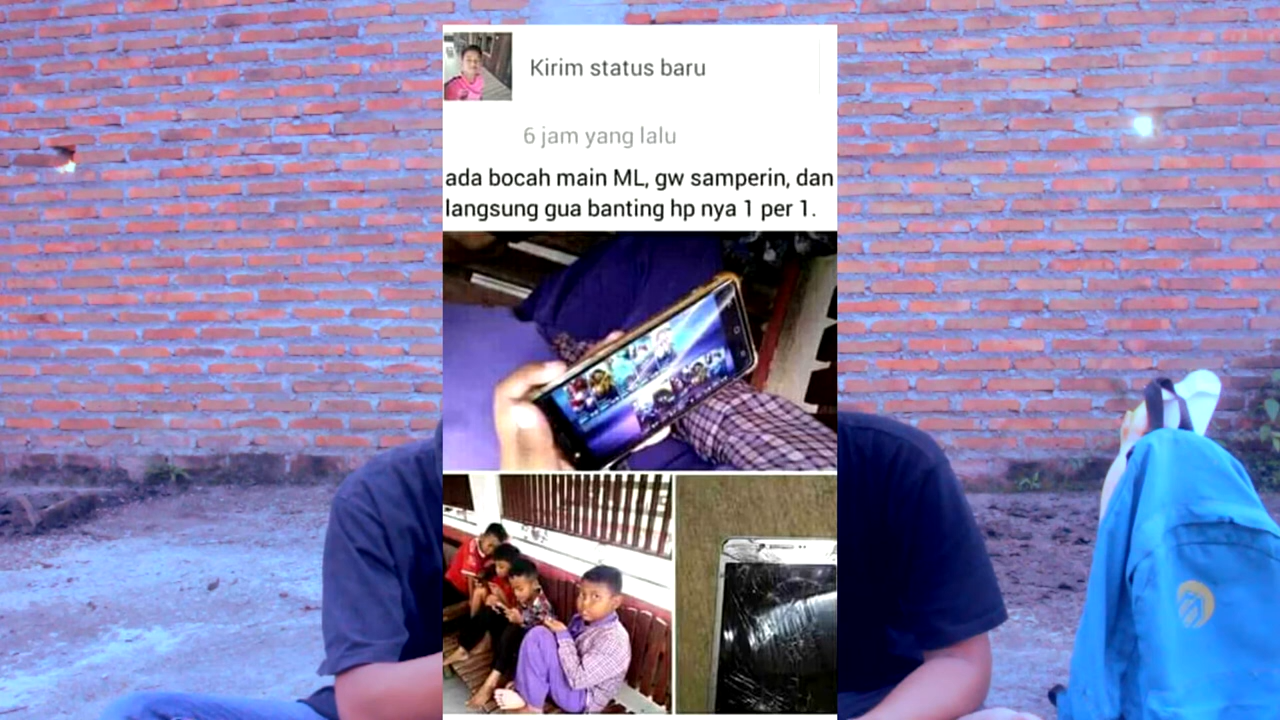 Kirim status baru
6 jam yang lalu
ada bocah main ML, gw samperin, dan
langsung gua banting hp nya 1 per 1.